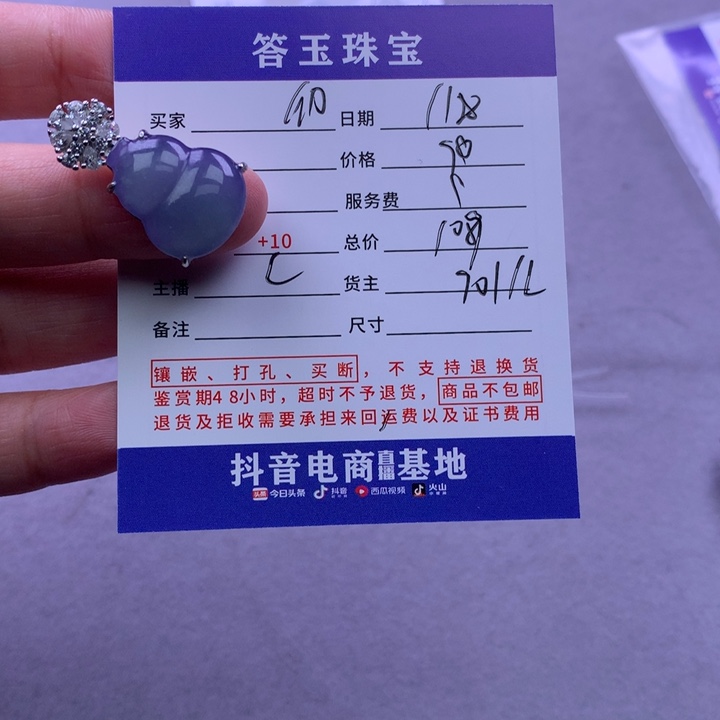 答玉珠宝
买家 日期 1128
价格
服务费
+10 总价 108
主播 货主
备注 尺寸
镶嵌、打孔、买断，不支持退换货
鉴赏期48小时，超时不予退货，商品不包邮
退货及拒收需要承担来回运费以及证书费用
抖音电商直播基地
头条 今日头条 抖音 西瓜视频 火山